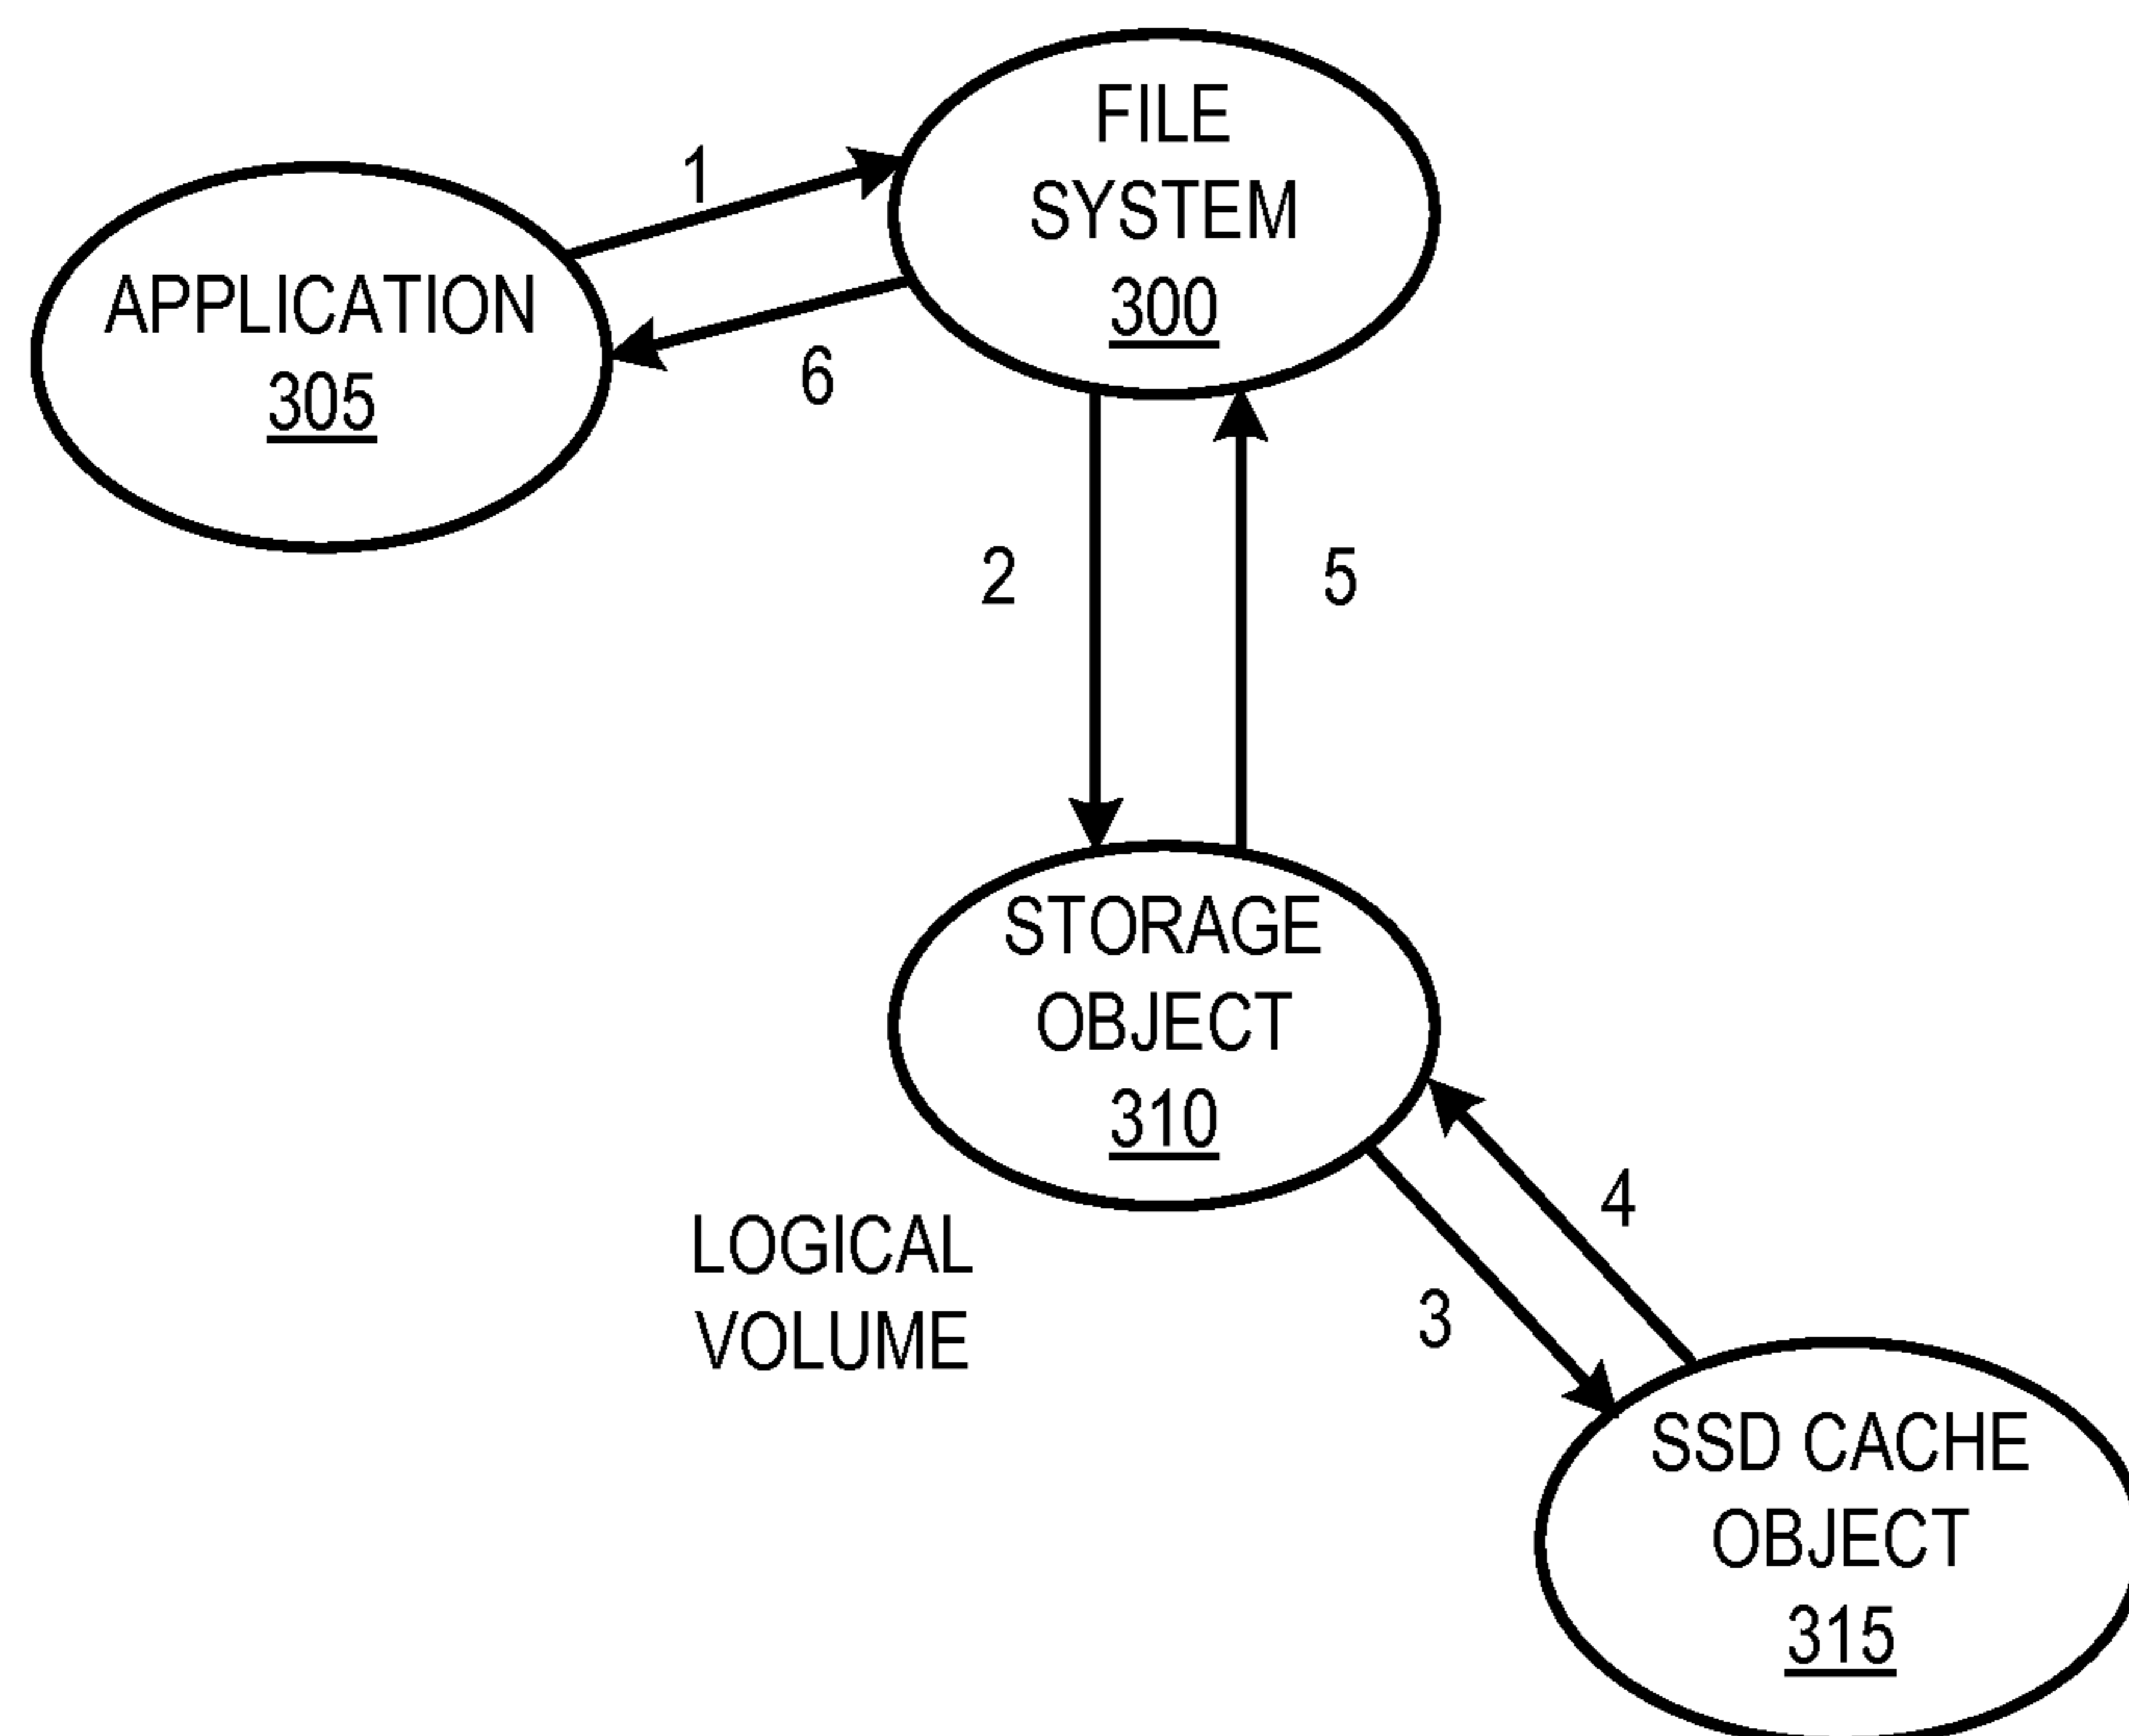 FILE
SYSTEM
300
1
APPLICATION
305
6
2
5
STORAGE
OBJECT
310
4
LOGICAL
VOLUME
3
SSD CACHE
OBJECT
315